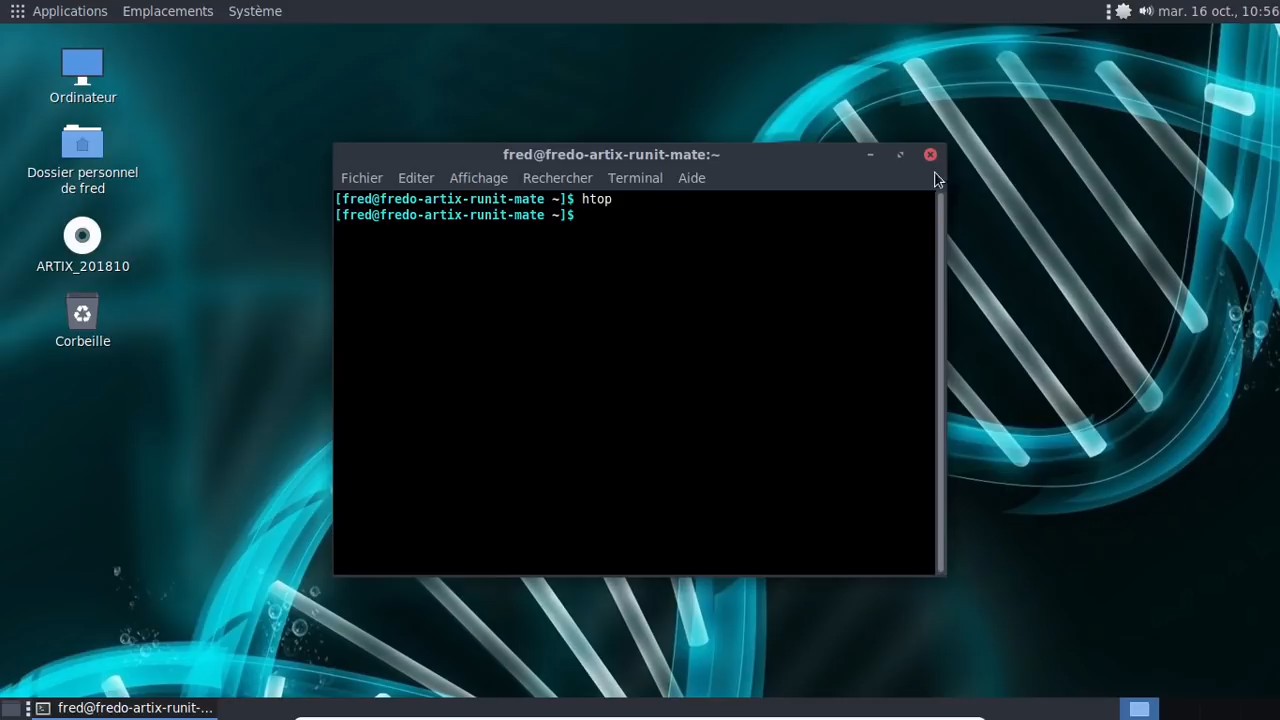 Applications Emplacements Système mar. 16 oct., 10:56
Ordinateur
Dossier personnel
de fred
ARTIX_201810
Corbeille
fred@fredo-artix-runit-mate:~
Fichier Editer Affichage Rechercher Terminal Aide
[fred@fredo-artix-runit-mate ~]$ htop
[fred@fredo-artix-runit-mate ~]$
fred@fredo-artix-runit-...